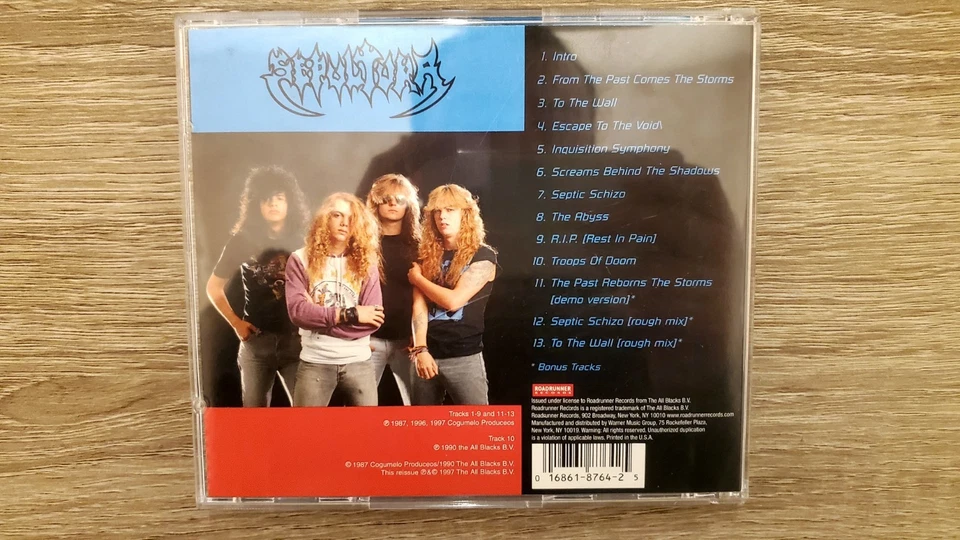 SEPULTURA
1. Intro
2. From The Past Comes The Storms
3. To The Wall
4. Escape To The Void\
5. Inquisition Symphony
6. Screams Behind The Shadows
7. Septic Schizo
8. The Abyss
9. R.I.P. [Rest In Pain]
10. Troops Of Doom
11. The Past Reborns The Storms
[demo version]*
12. Septic Schizo [rough mix]*
13. To The Wall [rough mix]*
* Bonus Tracks
Tracks 1-9 and 11-13
℗ 1987, 1996, 1997 Cogumelo Produceos
Track 10
℗ 1990 the All Blacks B.V.
© 1987 Cogumelo Produceos/1990 The All Blacks B.V.
This reissue ℗&© 1997 The All Blacks B.V.
ROADRUNNER
RECORDS
Issued under license to Roadrunner Records from The All Blacks B.V.
Roadrunner Records is a registered trademark of The All Blacks B.V.
Roadrunner Records, 902 Broadway, New York, NY 10010 www.roadrunnerrecords.com
Manufactured and distributed by Warner Music Group, 75 Rockefeller Plaza,
New York, NY 10019. Warning: All rights reserved. Unauthorized duplication
is a violation of applicable laws. Printed in the U.S.A.
0 16861-8764-2 5